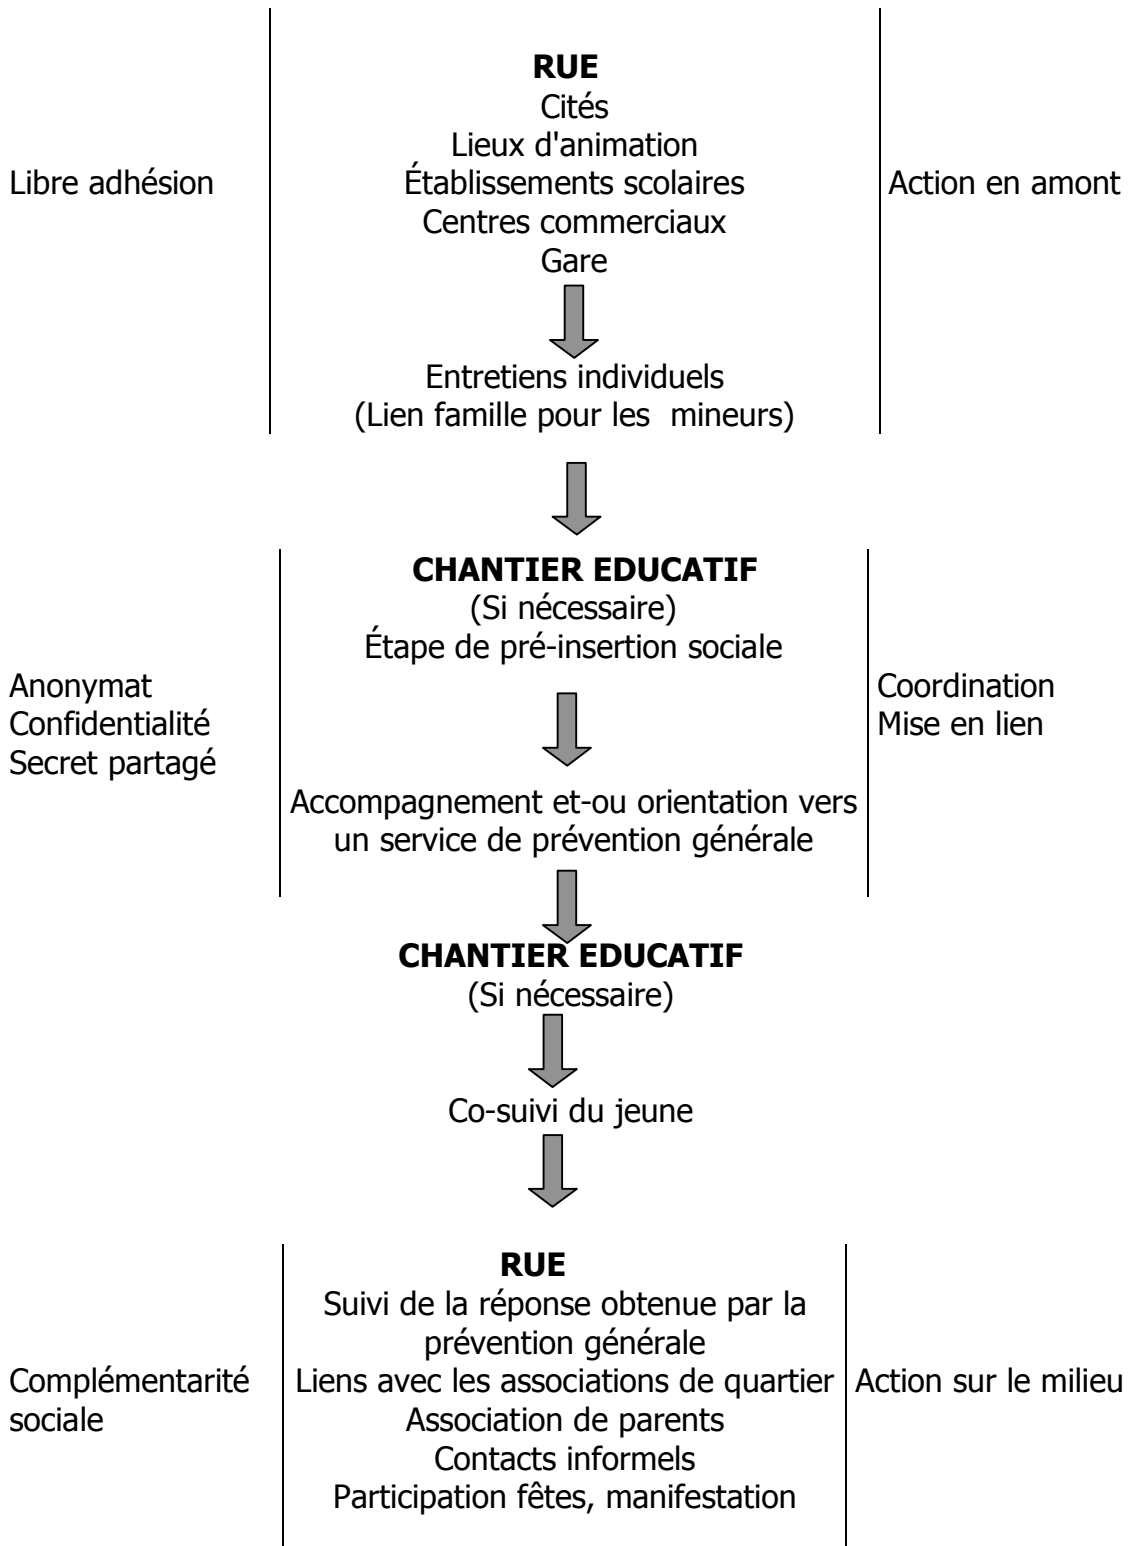 RUE
Cités
Lieux d'animation
Libre adhésion
Établissements scolaires
Action en amont
Centres commerciaux
Gare
Entretiens individuels
(Lien famille pour les  mineurs)
CHANTIER EDUCATIF
(Si nécessaire)
Étape de pré-insertion sociale
Anonymat
Confidentialité
Secret partagé
Coordination
Mise en lien
Accompagnement et-ou orientation vers
un service de prévention générale
CHANTIER EDUCATIF
(Si nécessaire)
Co-suivi du jeune
RUE
Suivi de la réponse obtenue par la
prévention générale
Complémentarité
sociale
Liens avec les associations de quartier
Association de parents
Contacts informels
Participation fêtes, manifestation
Action sur le milieu